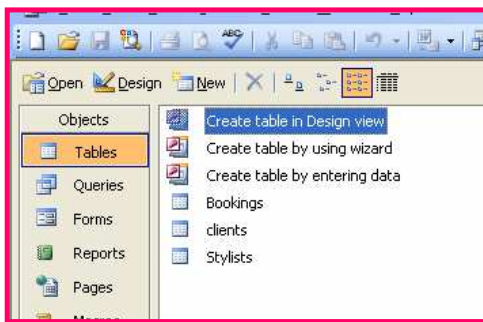 ABC
Open Design New
Objects
Tables
Queries
Forms
Reports
Pages
Create table in Design view
Create table by using wizard
Create table by entering data
Bookings
clients
Stylists